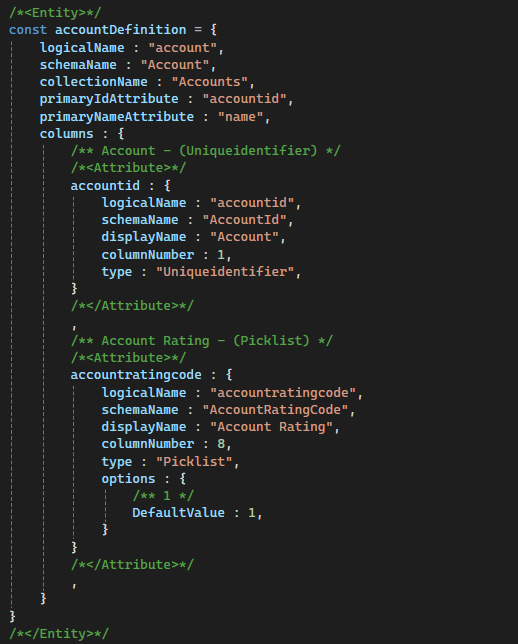 /*<Entity>*/
const accountDefinition = {
    logicalName : "account",
    schemaName : "Account",
    collectionName : "Accounts",
    primaryIdAttribute : "accountid",
    primaryNameAttribute : "name",
    columns : {
        /** Account – (Uniqueidentifier) */
        /*<Attribute>*/
        accountid : {
            logicalName : "accountid",
            schemaName : "AccountId",
            displayName : "Account",
            columnNumber : 1,
            type : "Uniqueidentifier",
        }
        /*</Attribute>*/
        ,
        /** Account Rating – (Picklist) */
        /*<Attribute>*/
        accountratingcode : {
            logicalName : "accountratingcode",
            schemaName : "AccountRatingCode",
            displayName : "Account Rating",
            columnNumber : 8,
            type : "Picklist",
            options : {
                /** 1 */
                DefaultValue : 1,
            }
        }
        /*</Attribute>*/
        ,
    }
}
/*</Entity>*/